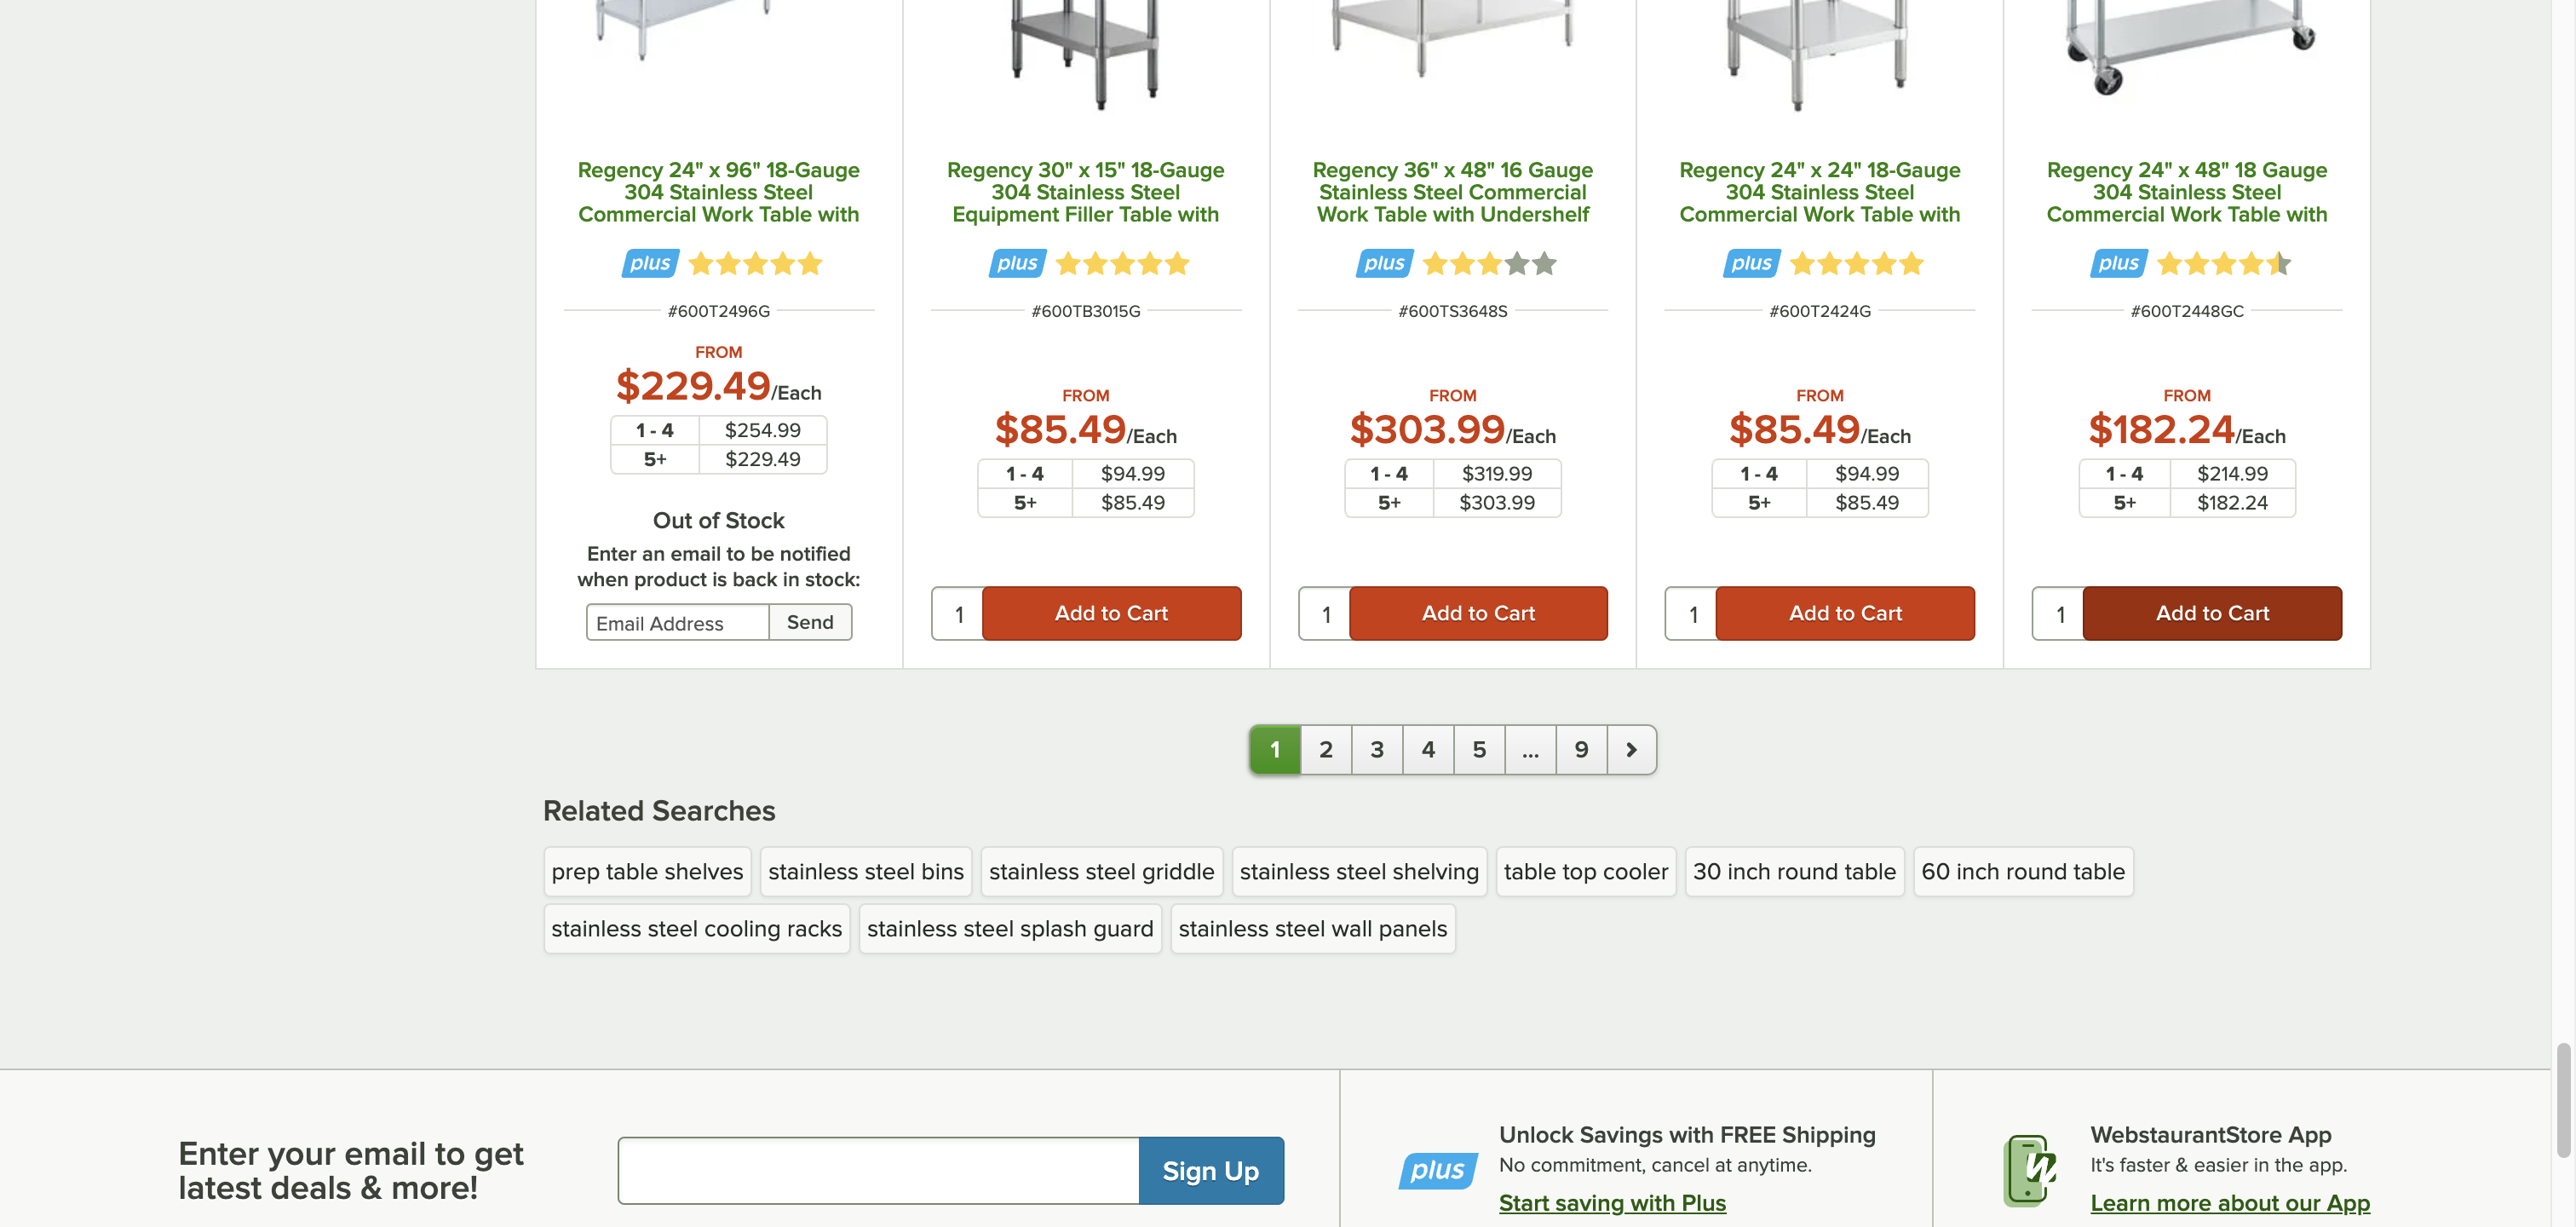 Regency 24" x 96" 18-Gauge
304 Stainless Steel
Commercial Work Table with
plus
#600T2496G
FROM
$229.49/Each
1 - 4 $254.99
5+ $229.49
Out of Stock
Enter an email to be notified
when product is back in stock:
Email Address Send
Regency 30" x 15" 18-Gauge
304 Stainless Steel
Equipment Filler Table with
plus
#600TB3015G
FROM
$85.49/Each
1 - 4 $94.99
5+ $85.49
1 Add to Cart
Regency 36" x 48" 16 Gauge
Stainless Steel Commercial
Work Table with Undershelf
plus
#600TS3648S
FROM
$303.99/Each
1 - 4 $319.99
5+ $303.99
1 Add to Cart
Regency 24" x 24" 18-Gauge
304 Stainless Steel
Commercial Work Table with
plus
#600T2424G
FROM
$85.49/Each
1 - 4 $94.99
5+ $85.49
1 Add to Cart
Regency 24" x 48" 18 Gauge
304 Stainless Steel
Commercial Work Table with
plus
#600T2448GC
FROM
$182.24/Each
1 - 4 $214.99
5+ $182.24
1 Add to Cart
1 2 3 4 5 ... 9
Related Searches
prep table shelves stainless steel bins stainless steel griddle stainless steel shelving table top cooler 30 inch round table 60 inch round table
stainless steel cooling racks stainless steel splash guard stainless steel wall panels
Enter your email to get
latest deals & more!
Sign Up
plus
Unlock Savings with FREE Shipping
No commitment, cancel at anytime.
Start saving with Plus
W
WebstaurantStore App
It's faster & easier in the app.
Learn more about our App